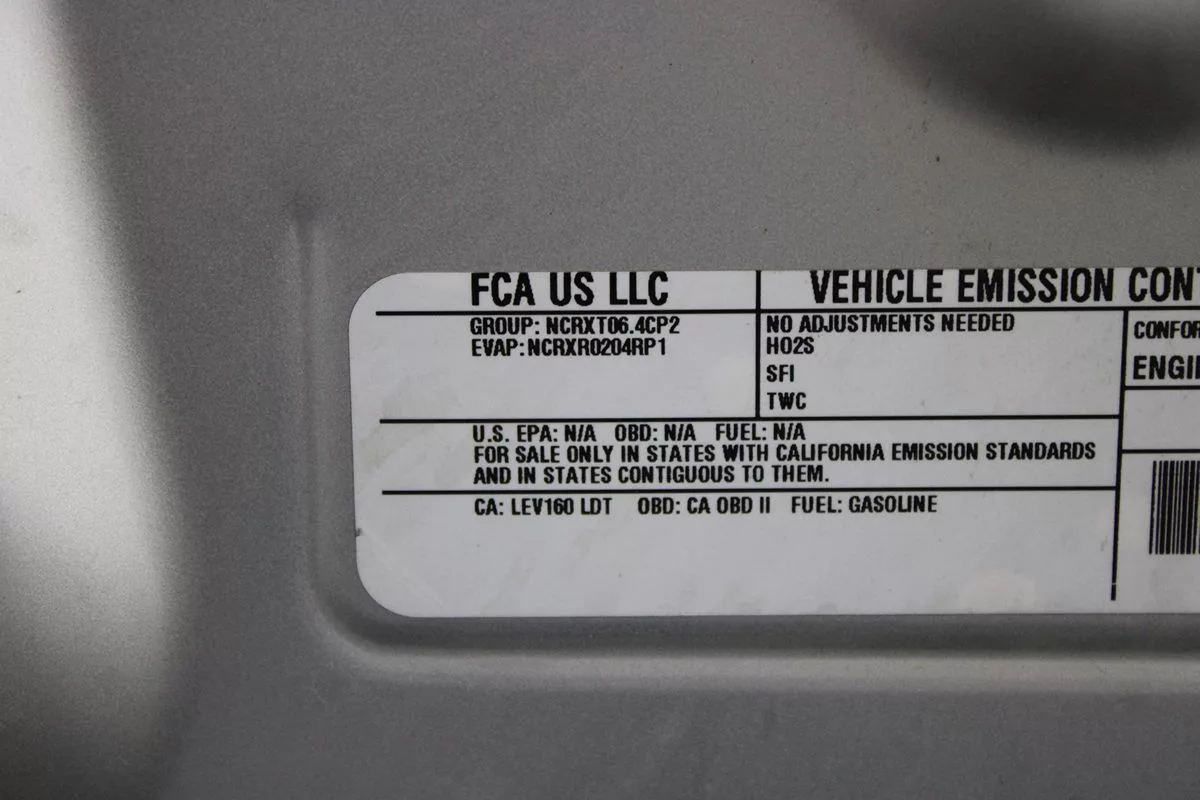 FCA US LLC
VEHICLE EMISSION CONT
GROUP: NCRXT06.4CP2
EVAP: NCRXR0204RP1
NO ADJUSTMENTS NEEDED
HO2S
SFI
TWC
CONFOR
ENGIN
U.S. EPA: N/A OBD: N/A FUEL: N/A
FOR SALE ONLY IN STATES WITH CALIFORNIA EMISSION STANDARDS
AND IN STATES CONTIGUOUS TO THEM.
CA: LEV160 LDT OBD: CA OBD II FUEL: GASOLINE